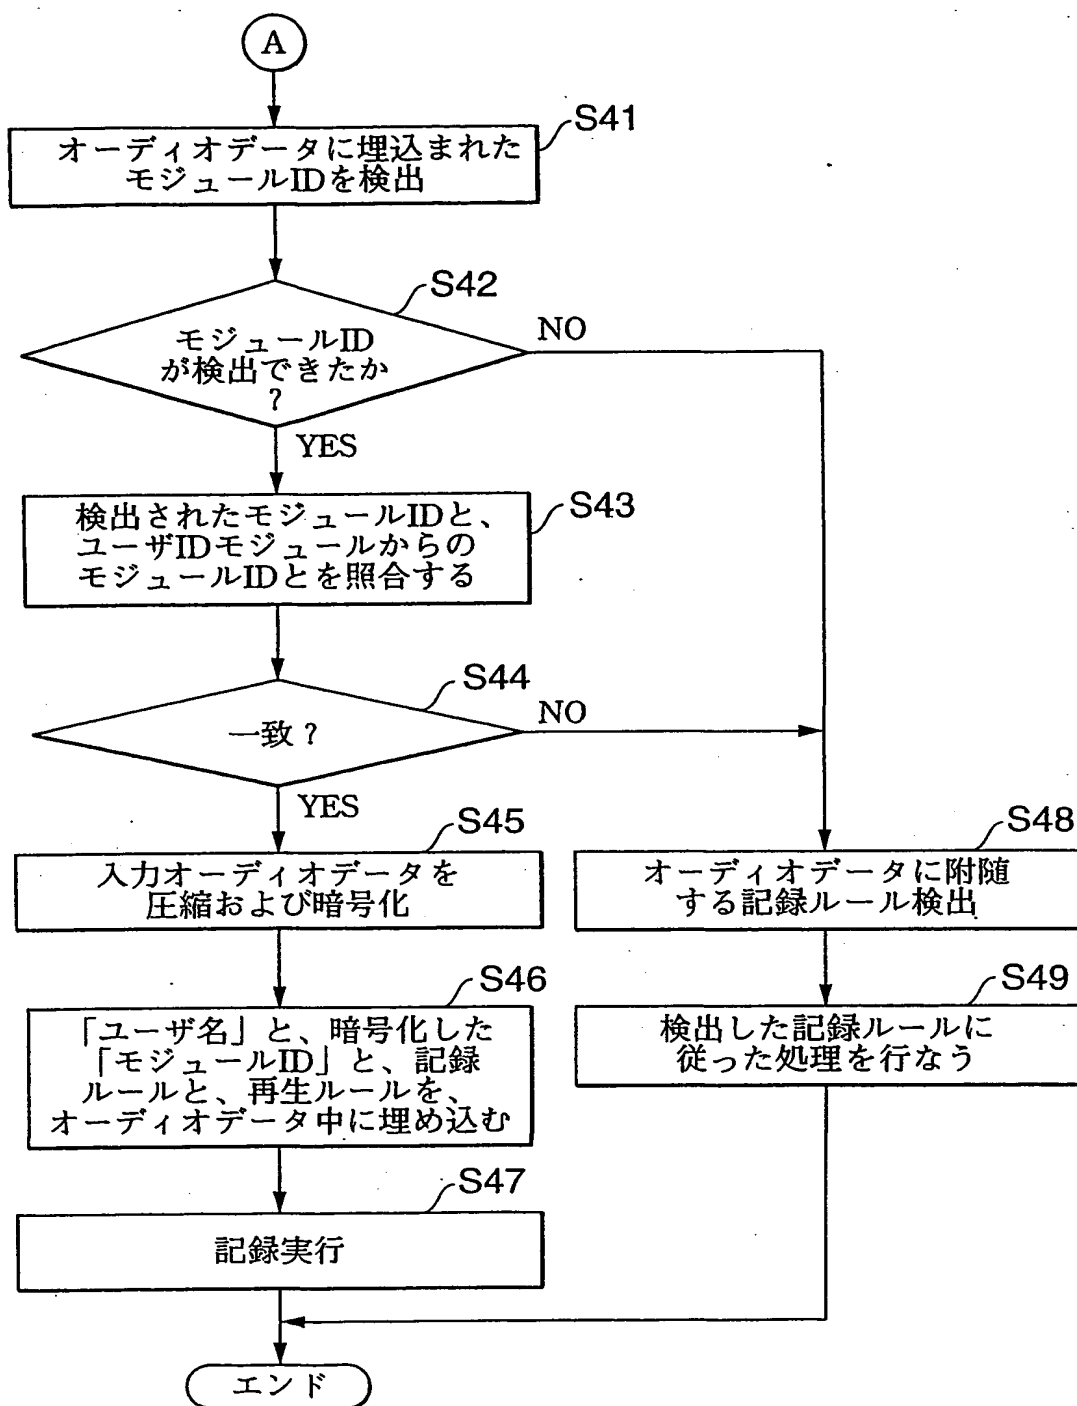 A
S41
オーディオデータに埋込まれた
モジュールIDを検出
S42
モジュールID
が検出できたか
?
NO
YES
S43
検出されたモジュールIDと、
ユーザIDモジュールからの
モジュールIDとを照合する
S44
一致?
NO
YES
S45
入力オーディオデータを
圧縮および暗号化
S48
オーディオデータに附随
する記録ルール検出
S46
「ユーザ名」と、暗号化した
「モジュールID」と、記録
ルールと、再生ルールを、
オーディオデータ中に埋め込む
S49
検出した記録ルールに
従った処理を行なう
S47
記録実行
エンド